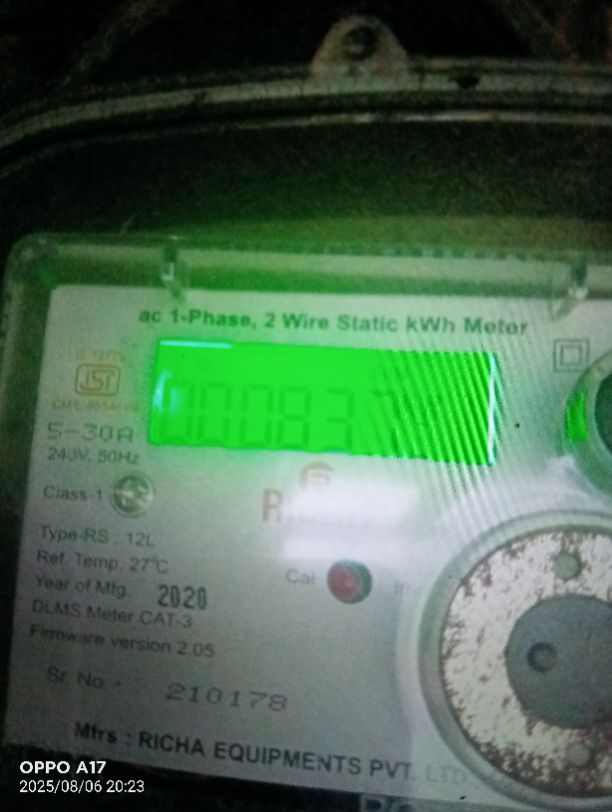 ac 1-Phase, 2 Wire Static kWh Meter
5-30A
240V, 50Hz
Class-1
Type-RS : 12L
Ref. Temp. 27°C
Cal
Year of Mfg. 2020
DLMS Meter CAT-3
Firmware version 2.05
Sr. No. - 210178
Mfrs : RICHA EQUIPMENTS PVT. LTD
OPPO A17
2025/08/06 20:23